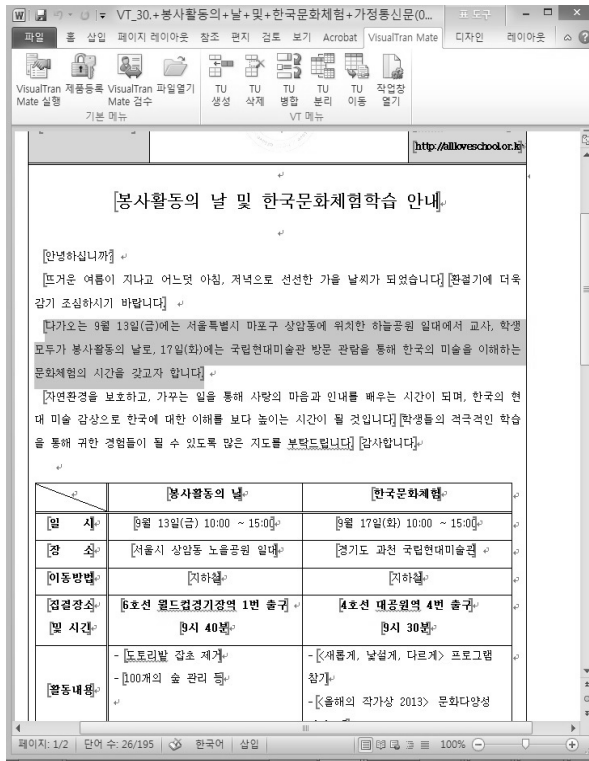 VT_30.+봉사활동의+날+및+한국문화체험+가정통신문(0...
표 도구
파일 홈 삽입 페이지 레이아웃 참조 편지 검토 보기 Acrobat VisualTran Mate 디자인 레이아웃
VisualTran Mate 실행
제품등록
VisualTran Mate 검수
파일열기
TU 생성
TU 삭제
TU 병합
TU 분리
TU 이동
작업창 열기
기본 메뉴
VT 메뉴
[http://allloveschool.or.k]
[봉사활동의 날 및 한국문화체험학습 안내]
[안녕하십니까?]
[뜨거운 여름이 지나고 어느덧 아침, 저녁으로 선선한 가을 날씨가 되었습니다.] [환절기에 더욱
감기 조심하시기 바랍니다.]
[다가오는 9월 13일(금)에는 서울특별시 마포구 상암동에 위치한 하늘공원 일대에서 교사, 학생
모두가 봉사활동의 날로, 17일(화)에는 국립현대미술관 방문 관람을 통해 한국의 미술을 이해하는
문화체험의 시간을 갖고자 합니다.]
[자연환경을 보호하고, 가꾸는 일을 통해 사랑의 마음과 인내를 배우는 시간이 되며, 한국의 현
대 미술 감상으로 한국에 대한 이해를 보다 높이는 시간이 될 것입니다.] [학생들의 적극적인 학습
을 통해 귀한 경험들이 될 수 있도록 많은 지도를 부탁드립니다.] [감사합니다.]
[봉사활동의 날] [한국문화체험]
[일 시] [9월 13일(금) 10:00 ~ 15:00] [9월 17일(화) 10:00 ~ 15:00]
[장 소] [서울시 상암동 노을공원 일대] [경기도 과천 국립현대미술관]
[이동방법] [지하철] [지하철]
[집결장소] [6호선 월드컵경기장역 1번 출구] [4호선 대공원역 4번 출구]
[및 시간] [9시 40분] [9시 30분]
[활동내용]
- [도토리밭 잡초 제거]
- [100개의 숲 관리 등]
- [<새롭게, 낯설게, 다르게> 프로그램
참가]
- [<올해의 작가상 2013> 문화다양성
페이지: 1/2 단어 수: 26/195 한국어 삽입 100%